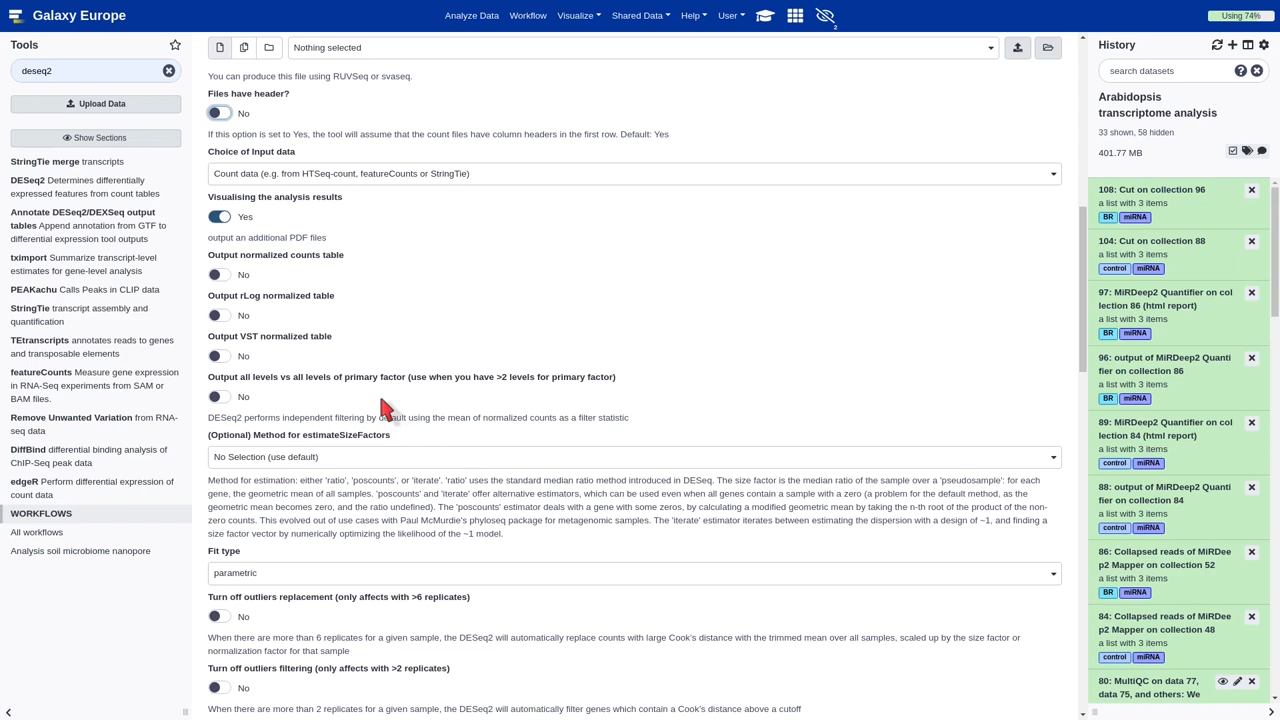 Galaxy Europe
Analyze Data Workflow Visualize Shared Data Help User
2
Using 74%
Tools
deseq2
Upload Data
Show Sections
StringTie merge transcripts
DESeq2 Determines differentially
expressed features from count tables
Annotate DESeq2/DEXSeq output
tables Append annotation from GTF to
differential expression tool outputs
tximport Summarize transcript-level
estimates for gene-level analysis
PEAKachu Calls Peaks in CLIP data
StringTie transcript assembly and
quantification
TEtranscripts annotates reads to genes
and transposable elements
featureCounts Measure gene expression
in RNA-Seq experiments from SAM or
BAM files.
Remove Unwanted Variation from RNA-
seq data
DiffBind differential binding analysis of
ChIP-Seq peak data
edgeR Perform differential expression of
count data
WORKFLOWS
All workflows
Analysis soil microbiome nanopore
Nothing selected
You can produce this file using RUVSeq or svaseq.
Files have header?
No
If this option is set to Yes, the tool will assume that the count files have column headers in the first row. Default: Yes
Choice of Input data
Count data (e.g. from HTSeq-count, featureCounts or StringTie)
Visualising the analysis results
Yes
output an additional PDF files
Output normalized counts table
No
Output rLog normalized table
No
Output VST normalized table
No
Output all levels vs all levels of primary factor (use when you have >2 levels for primary factor)
No
DESeq2 performs independent filtering by default using the mean of normalized counts as a filter statistic
(Optional) Method for estimateSizeFactors
No Selection (use default)
Method for estimation: either 'ratio', 'poscounts', or 'iterate'. 'ratio' uses the standard median ratio method introduced in DESeq. The size factor is the median ratio of the sample over a 'pseudosample': for each
gene, the geometric mean of all samples. 'poscounts' and 'iterate' offer alternative estimators, which can be used even when all genes contain a sample with a zero (a problem for the default method, as the
geometric mean becomes zero, and the ratio undefined). The 'poscounts' estimator deals with a gene with some zeros, by calculating a modified geometric mean by taking the n-th root of the product of the non-
zero counts. This evolved out of use cases with Paul McMurdie's phyloseq package for metagenomic samples. The 'iterate' estimator iterates between estimating the dispersion with a design of ~1, and finding a
size factor vector by numerically optimizing the likelihood of the ~1 model.
Fit type
parametric
Turn off outliers replacement (only affects with >6 replicates)
No
When there are more than 6 replicates for a given sample, the DESeq2 will automatically replace counts with large Cook's distance with the trimmed mean over all samples, scaled up by the size factor or
normalization factor for that sample
Turn off outliers filtering (only affects with >2 replicates)
No
When there are more than 2 replicates for a given sample, the DESeq2 will automatically filter genes which contain a Cook's distance above a cutoff
History
search datasets
Arabidopsis
transcriptome analysis
33 shown, 58 hidden
401.77 MB
108: Cut on collection 96
a list with 3 items
BR miRNA
104: Cut on collection 88
a list with 3 items
control miRNA
97: MiRDeep2 Quantifier on col
lection 86 (html report)
a list with 3 items
BR miRNA
96: output of MiRDeep2 Quanti
fier on collection 86
a list with 3 items
BR miRNA
89: MiRDeep2 Quantifier on col
lection 84 (html report)
a list with 3 items
control miRNA
88: output of MiRDeep2 Quanti
fier on collection 84
a list with 3 items
control miRNA
86: Collapsed reads of MiRDee
p2 Mapper on collection 52
a list with 3 items
BR miRNA
84: Collapsed reads of MiRDee
p2 Mapper on collection 48
a list with 3 items
control miRNA
80: MultiQC on data 77,
data 75, and others: We